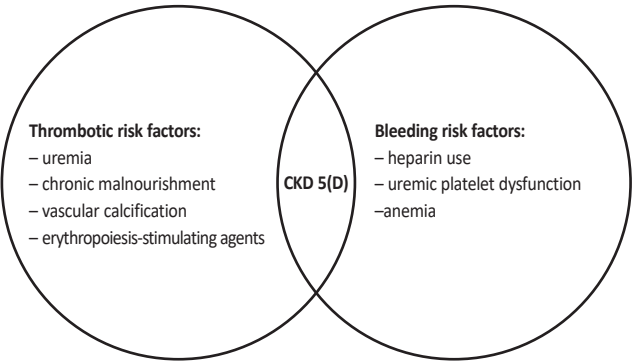 Thrombotic risk factors:
– uremia
– chronic malnourishment
– vascular calcification
– erythropoiesis-stimulating agents
CKD 5(D)
Bleeding risk factors:
– heparin use
– uremic platelet dysfunction
–anemia